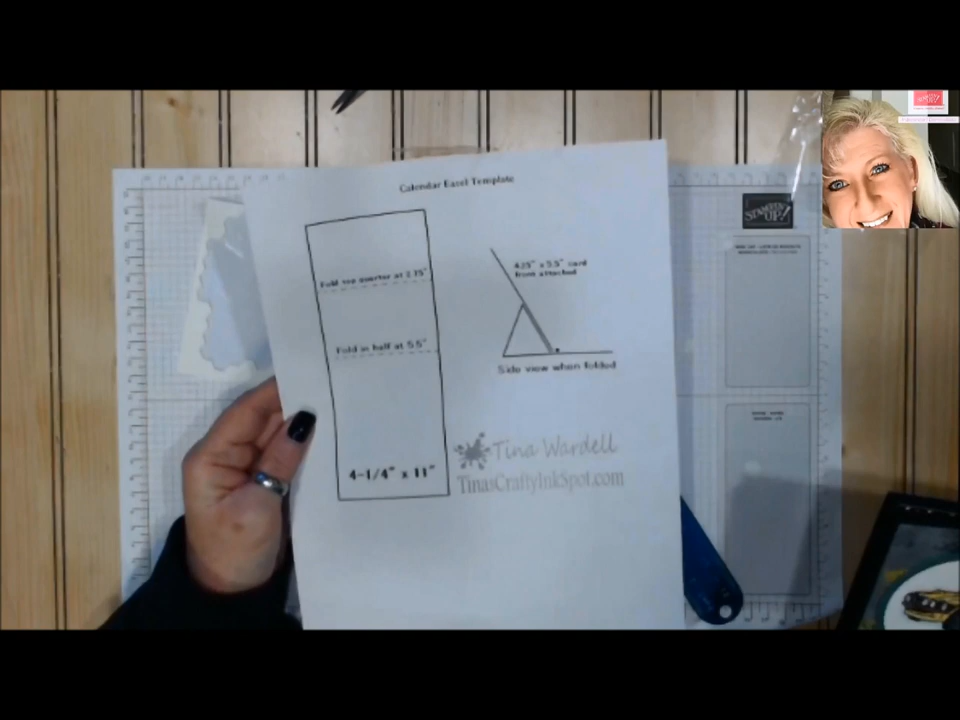 Calendar Easel Template
Fold top quarter at 2.75"
Fold in half at 5.5"
4-1/4" x 11"
4.25" x 5.5" card
front attached
Side view when folded
Tina Wardell
TinasCraftyInkSpot.com
STAMPIN' UP!